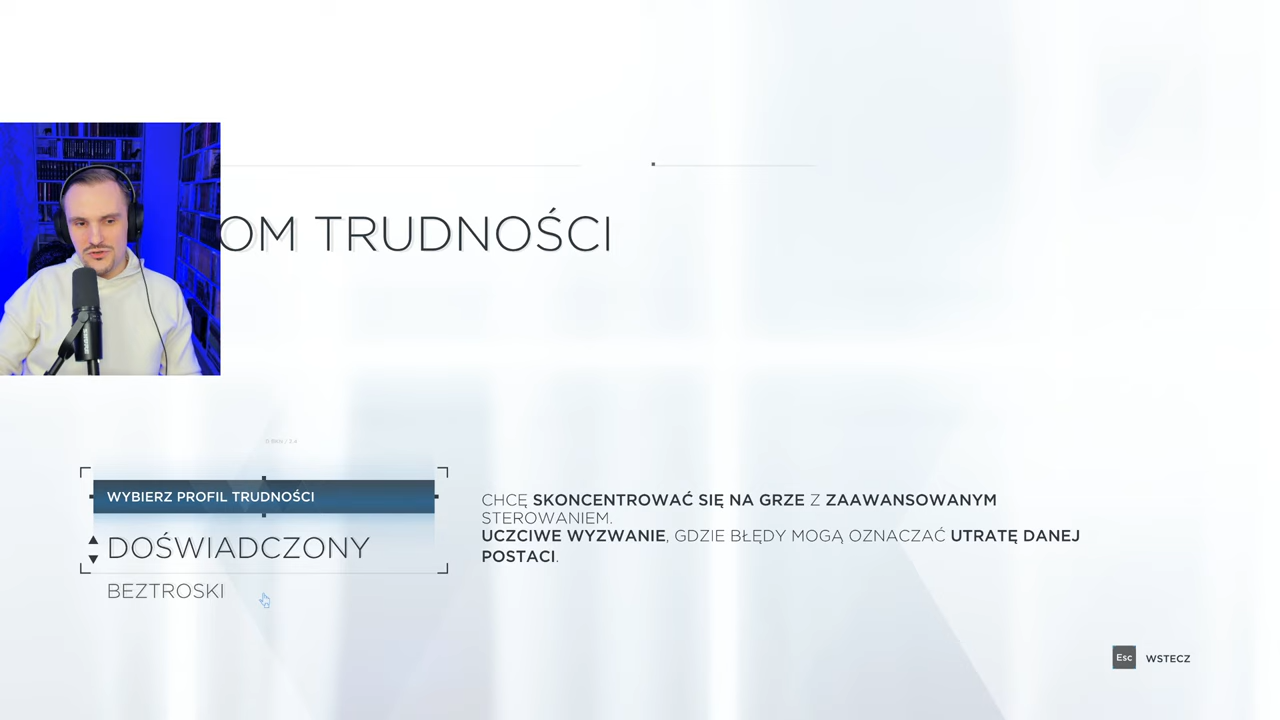 OM TRUDNOŚCI
WYBIERZ PROFIL TRUDNOŚCI
DOŚWIADCZONY
BEZTROSKI
CHCĘ SKONCENTROWAĆ SIĘ NA GRZE Z ZAAWANSOWANYM
STEROWANIEM.
UCZCIWE WYZWANIE, GDZIE BŁĘDY MOGĄ OZNACZAĆ UTRATĘ DANEJ
POSTACI.
Esc WSTECZ